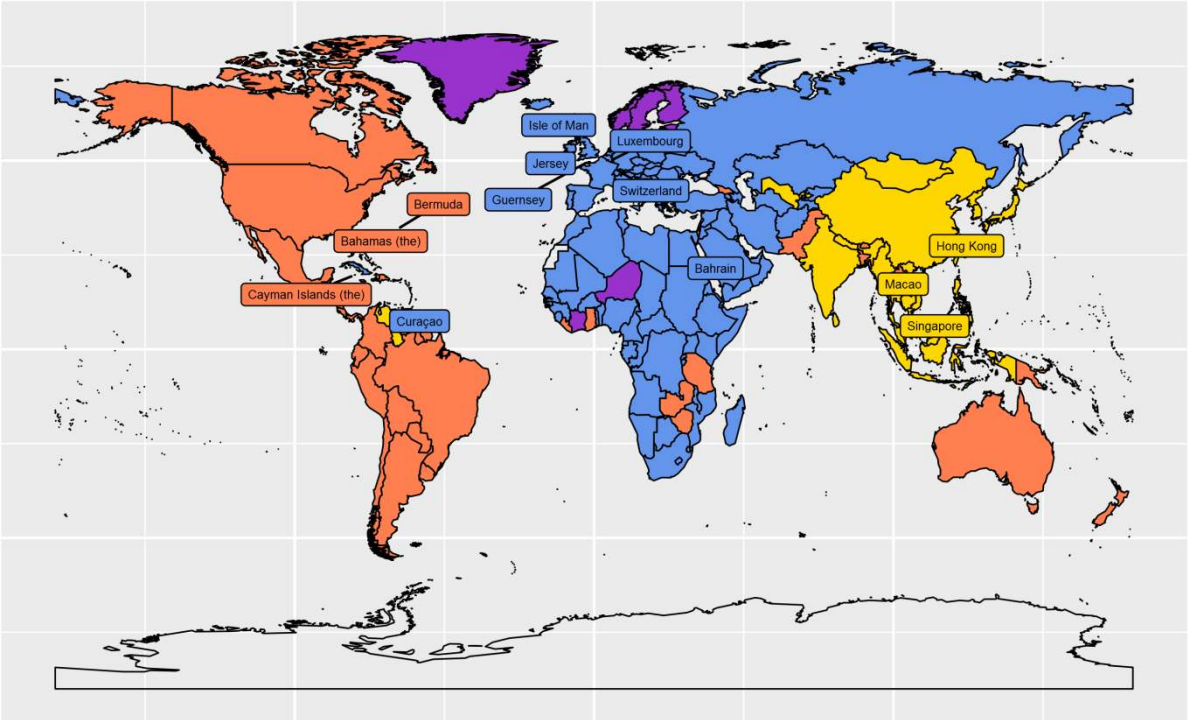 Isle of Man
Luxembourg
Jersey
Switzerland
Guernsey
Bermuda
Bahamas (the)
Hong Kong
Bahrain
Macao
Cayman Islands (the)
Curaçao
Singapore